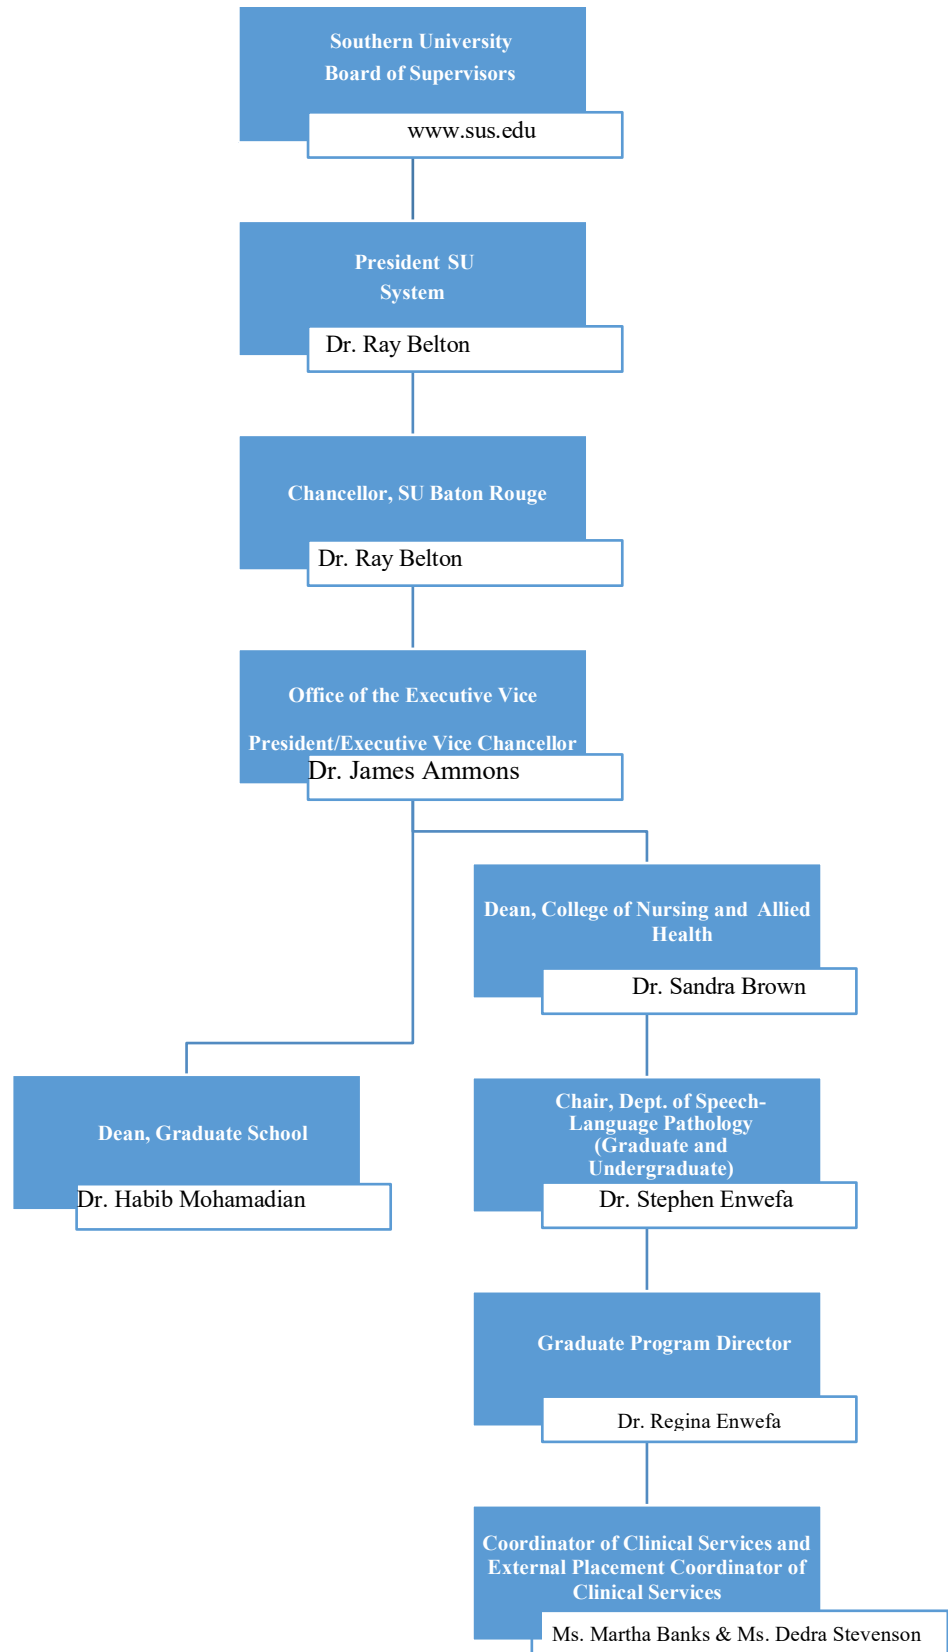 Southern University
Board of Supervisors
www.sus.edu
President SU
System
Dr. Ray Belton
Chancellor, SU Baton Rouge
Dr. Ray Belton
Office of the Executive Vice
President/Executive Vice Chancellor
Dr. James Ammons
Dean, College of Nursing and Allied
Health
Dr. Sandra Brown
Dean, Graduate School
Dr. Habib Mohamadian
Chair, Dept. of Speech-
Language Pathology
(Graduate and
Undergraduate)
Dr. Stephen Enwefa
Graduate Program Director
Dr. Regina Enwefa
Coordinator of Clinical Services and
External Placement Coordinator of
Clinical Services
Ms. Martha Banks & Ms. Dedra Stevenson